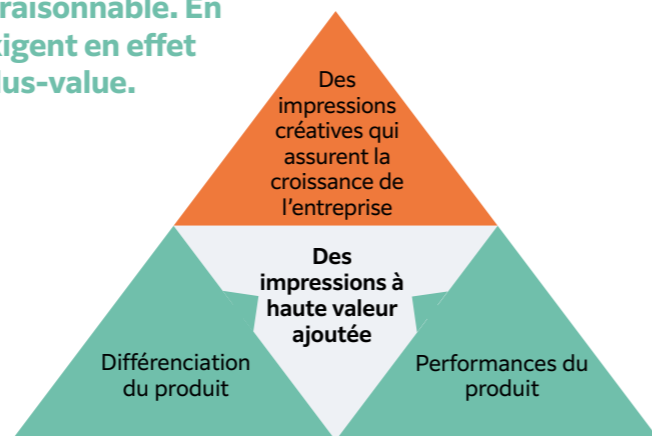 raisonnable. En
igent en effet
lus-value.
Des
impressions
créatives qui
assurent la
croissance de
l'entreprise
Des
impressions à
haute valeur
ajoutée
Différenciation
du produit
Performances du
produit